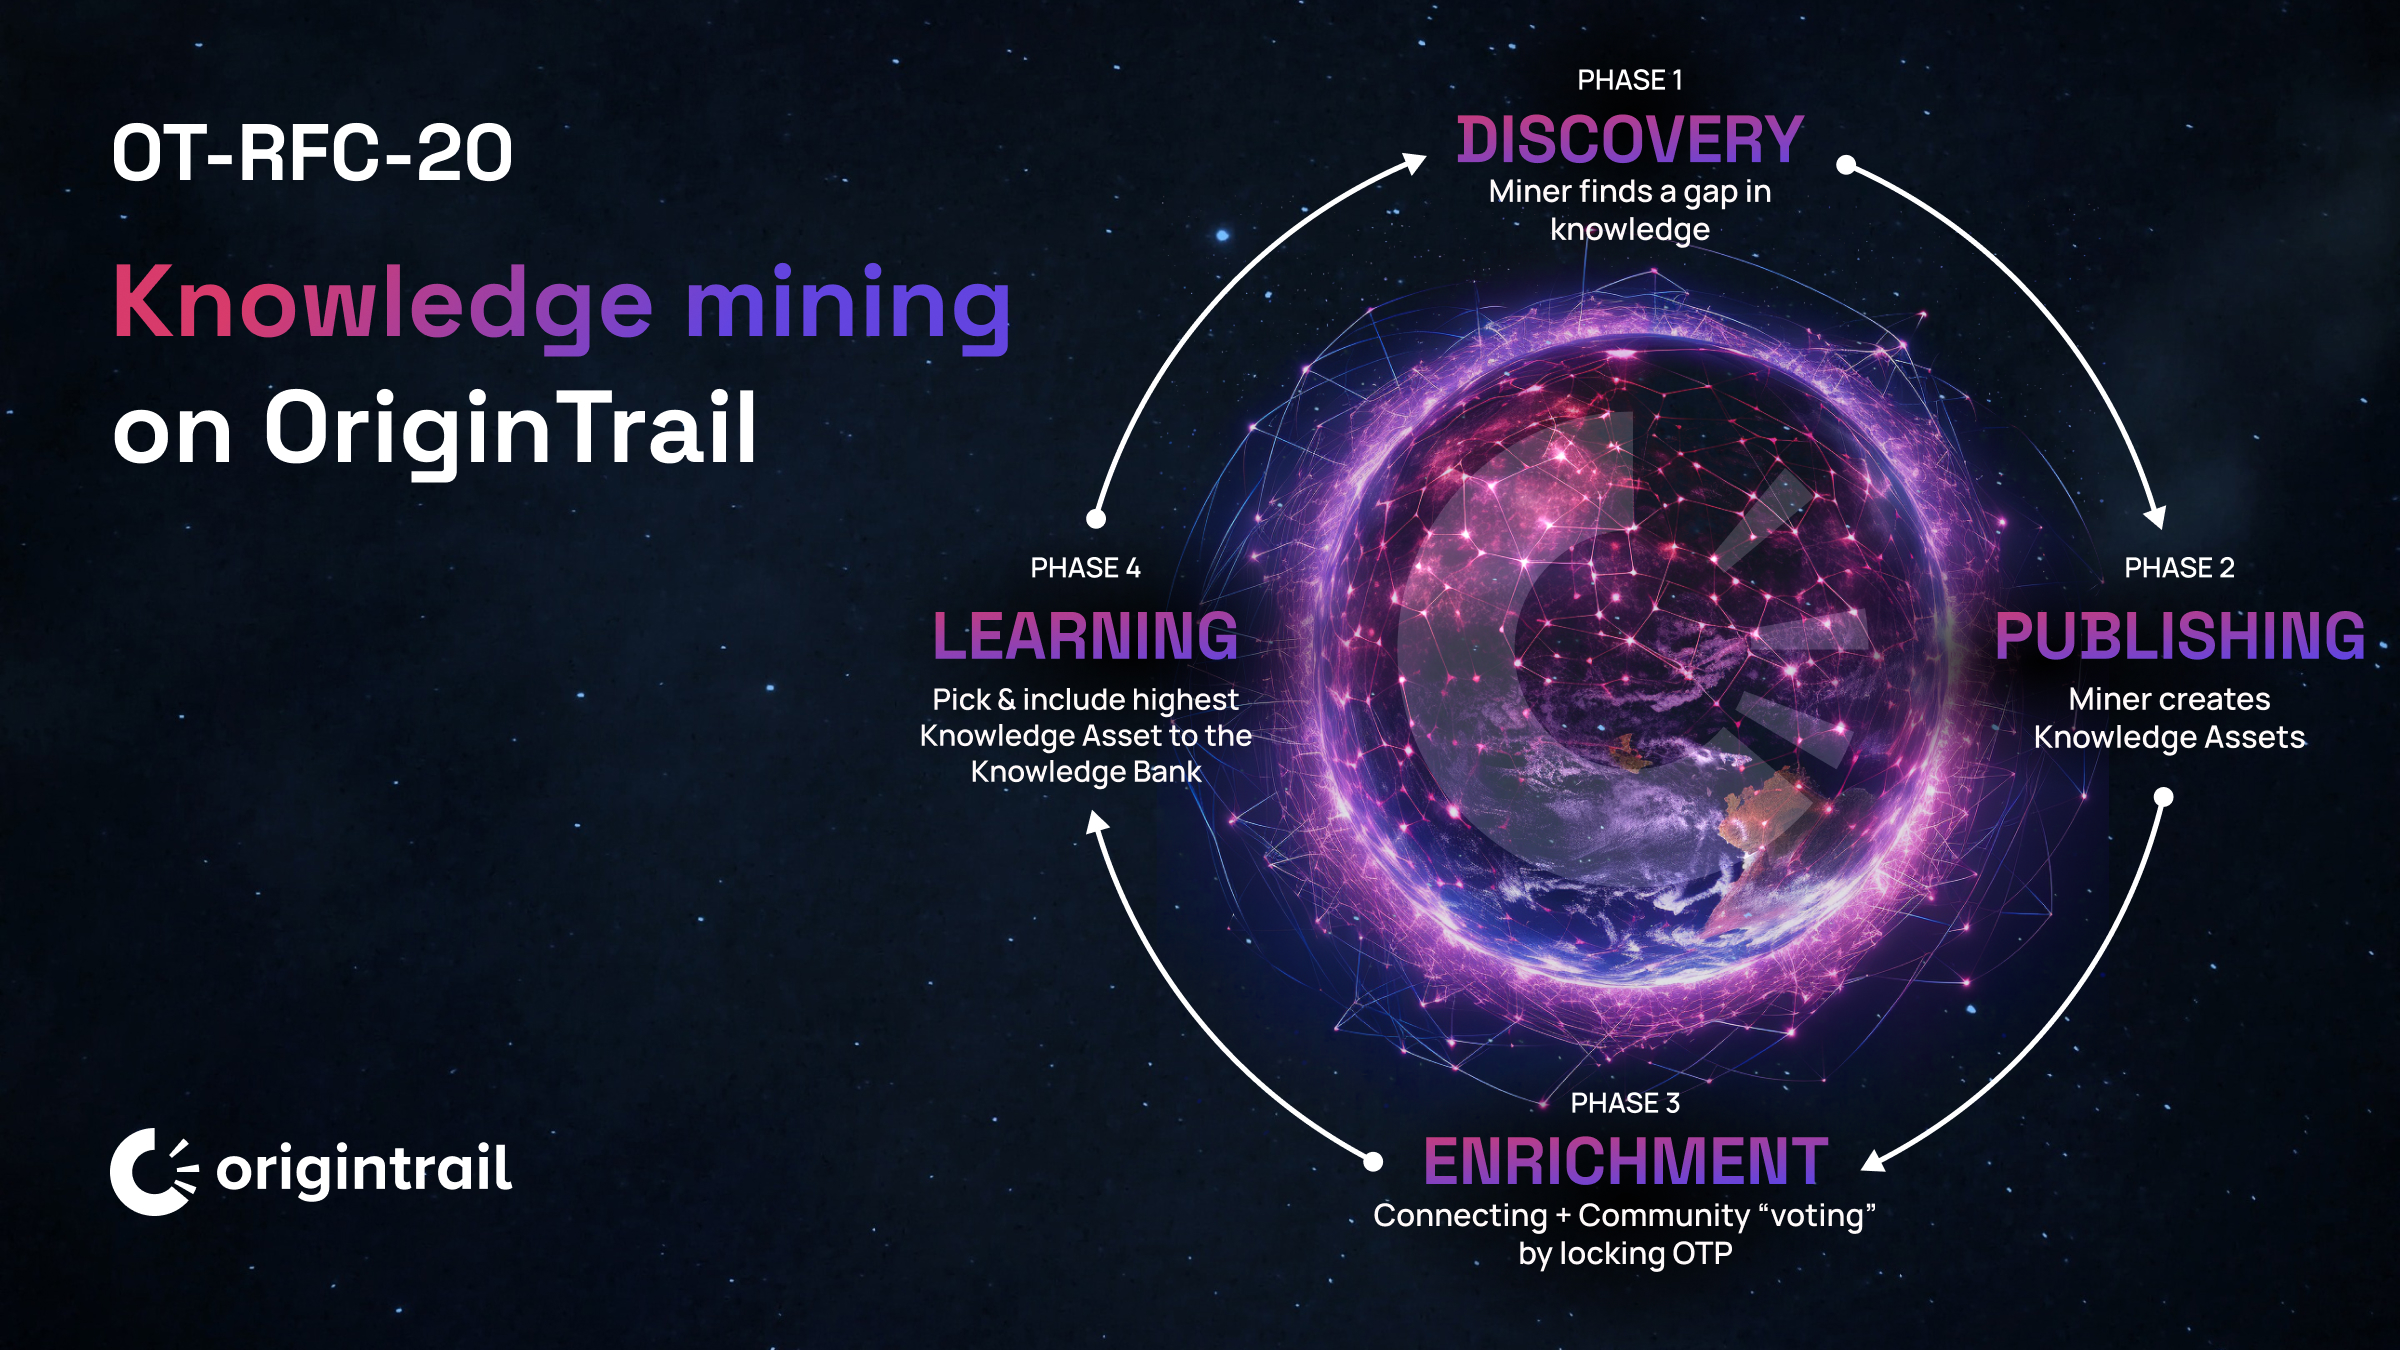 OT-RFC-20
Knowledge mining
on OriginTrail
PHASE 1
DISCOVERY
Miner finds a gap in
knowledge
PHASE 2
PUBLISHING
Miner creates
Knowledge Assets
PHASE 3
ENRICHMENT
Connecting + Community “voting”
by locking OTP
PHASE 4
LEARNING
Pick & include highest
Knowledge Asset to the
Knowledge Bank
origintrail